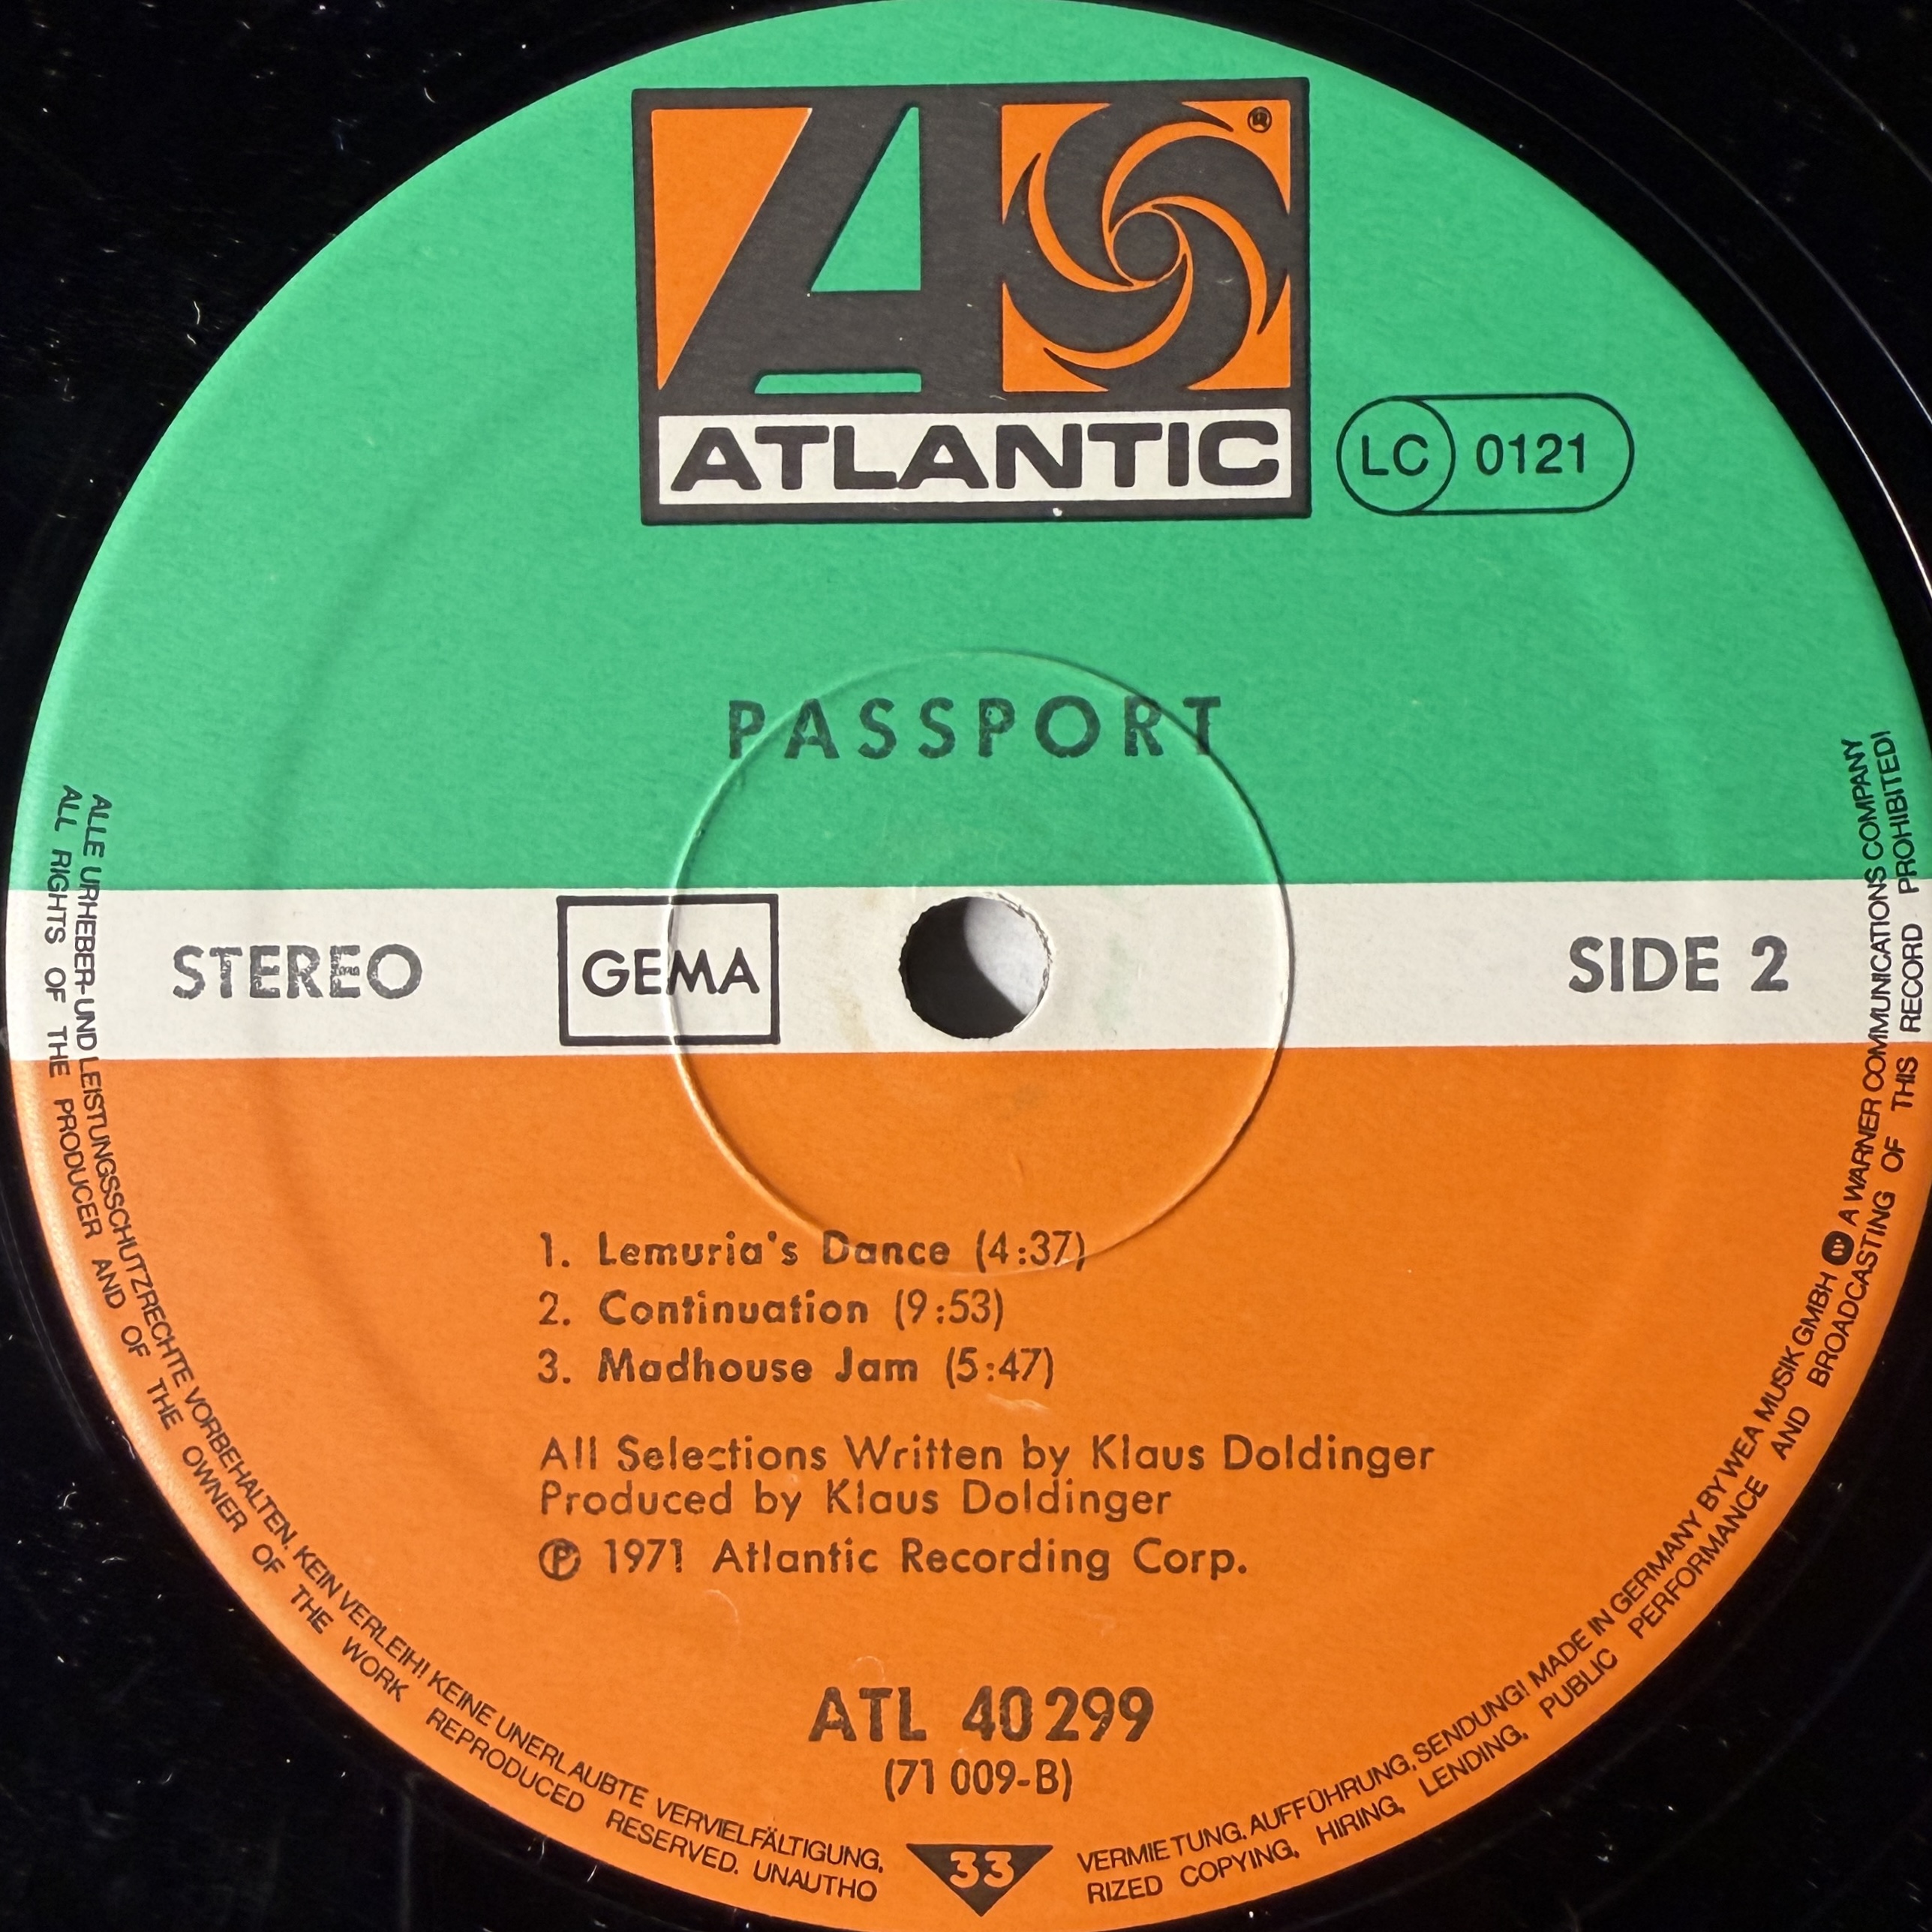 ATLANTIC
®
LC 0121
PASSPORT
STEREO
GEMA
SIDE 2
1. Lemuria's Dance (4:37)
2. Continuation (9:53)
3. Madhouse Jam (5:47)
All Selections Written by Klaus Doldinger
Produced by Klaus Doldinger
℗ 1971 Atlantic Recording Corp.
ATL 40 299
(71 009-B)
33
ALLE URHEBER- UND LEISTUNGSSCHUTZRECHTE VORBEHALTEN. KEIN VERLEIH! KEINE UNERLAUBTE VERVIELFÄLTIGUNG, VERMIETUNG, AUFFÜHRUNG, SENDUNG! MADE IN GERMANY BY WEA MUSIK GMBH A WARNER COMMUNICATIONS COMPANY
ALL RIGHTS OF THE PRODUCER AND OF THE OWNER OF THE WORK REPRODUCED RESERVED. UNAUTHORIZED COPYING, HIRING, LENDING, PUBLIC PERFORMANCE AND BROADCASTING OF THIS RECORD PROHIBITED!